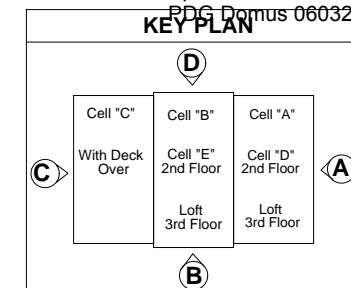 PDG Domus 06032
KEY PLAN
D
Cell "C"
With Deck
Over
Cell "B"
Cell "E"
2nd Floor
Loft
3rd Floor
Cell "A"
Cell "D"
2nd Floor
Loft
3rd Floor
C
A
B